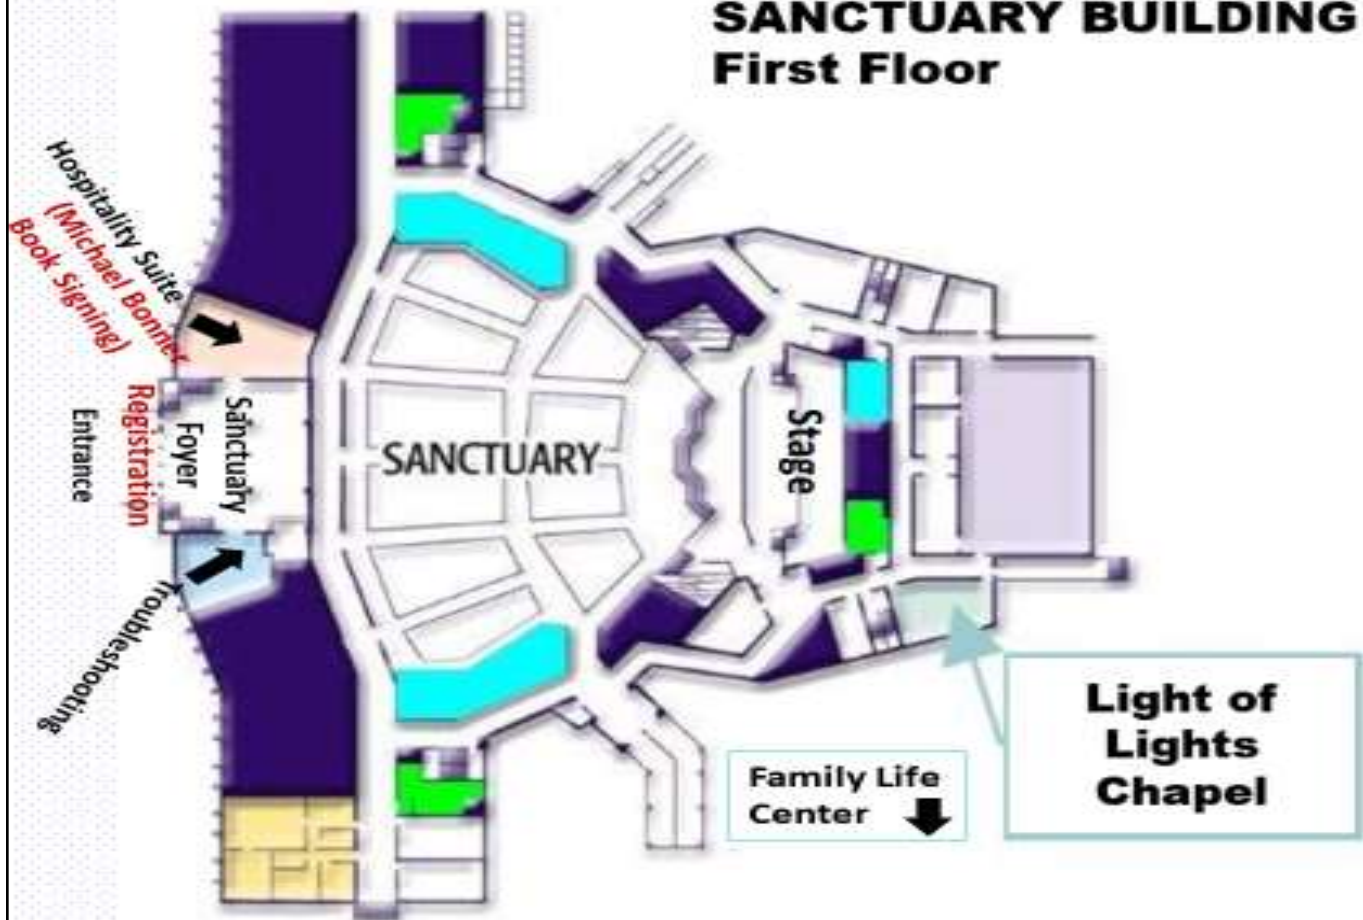 SANCTUARY BUILDING
First Floor
Hospitality Suite
(Michael Bonner
Book Signing)
Entrance
Registration
Sanctuary
Foyer
SANCTUARY
Stage
Troubleshooting
Light of
Lights
Chapel
Family Life
Center